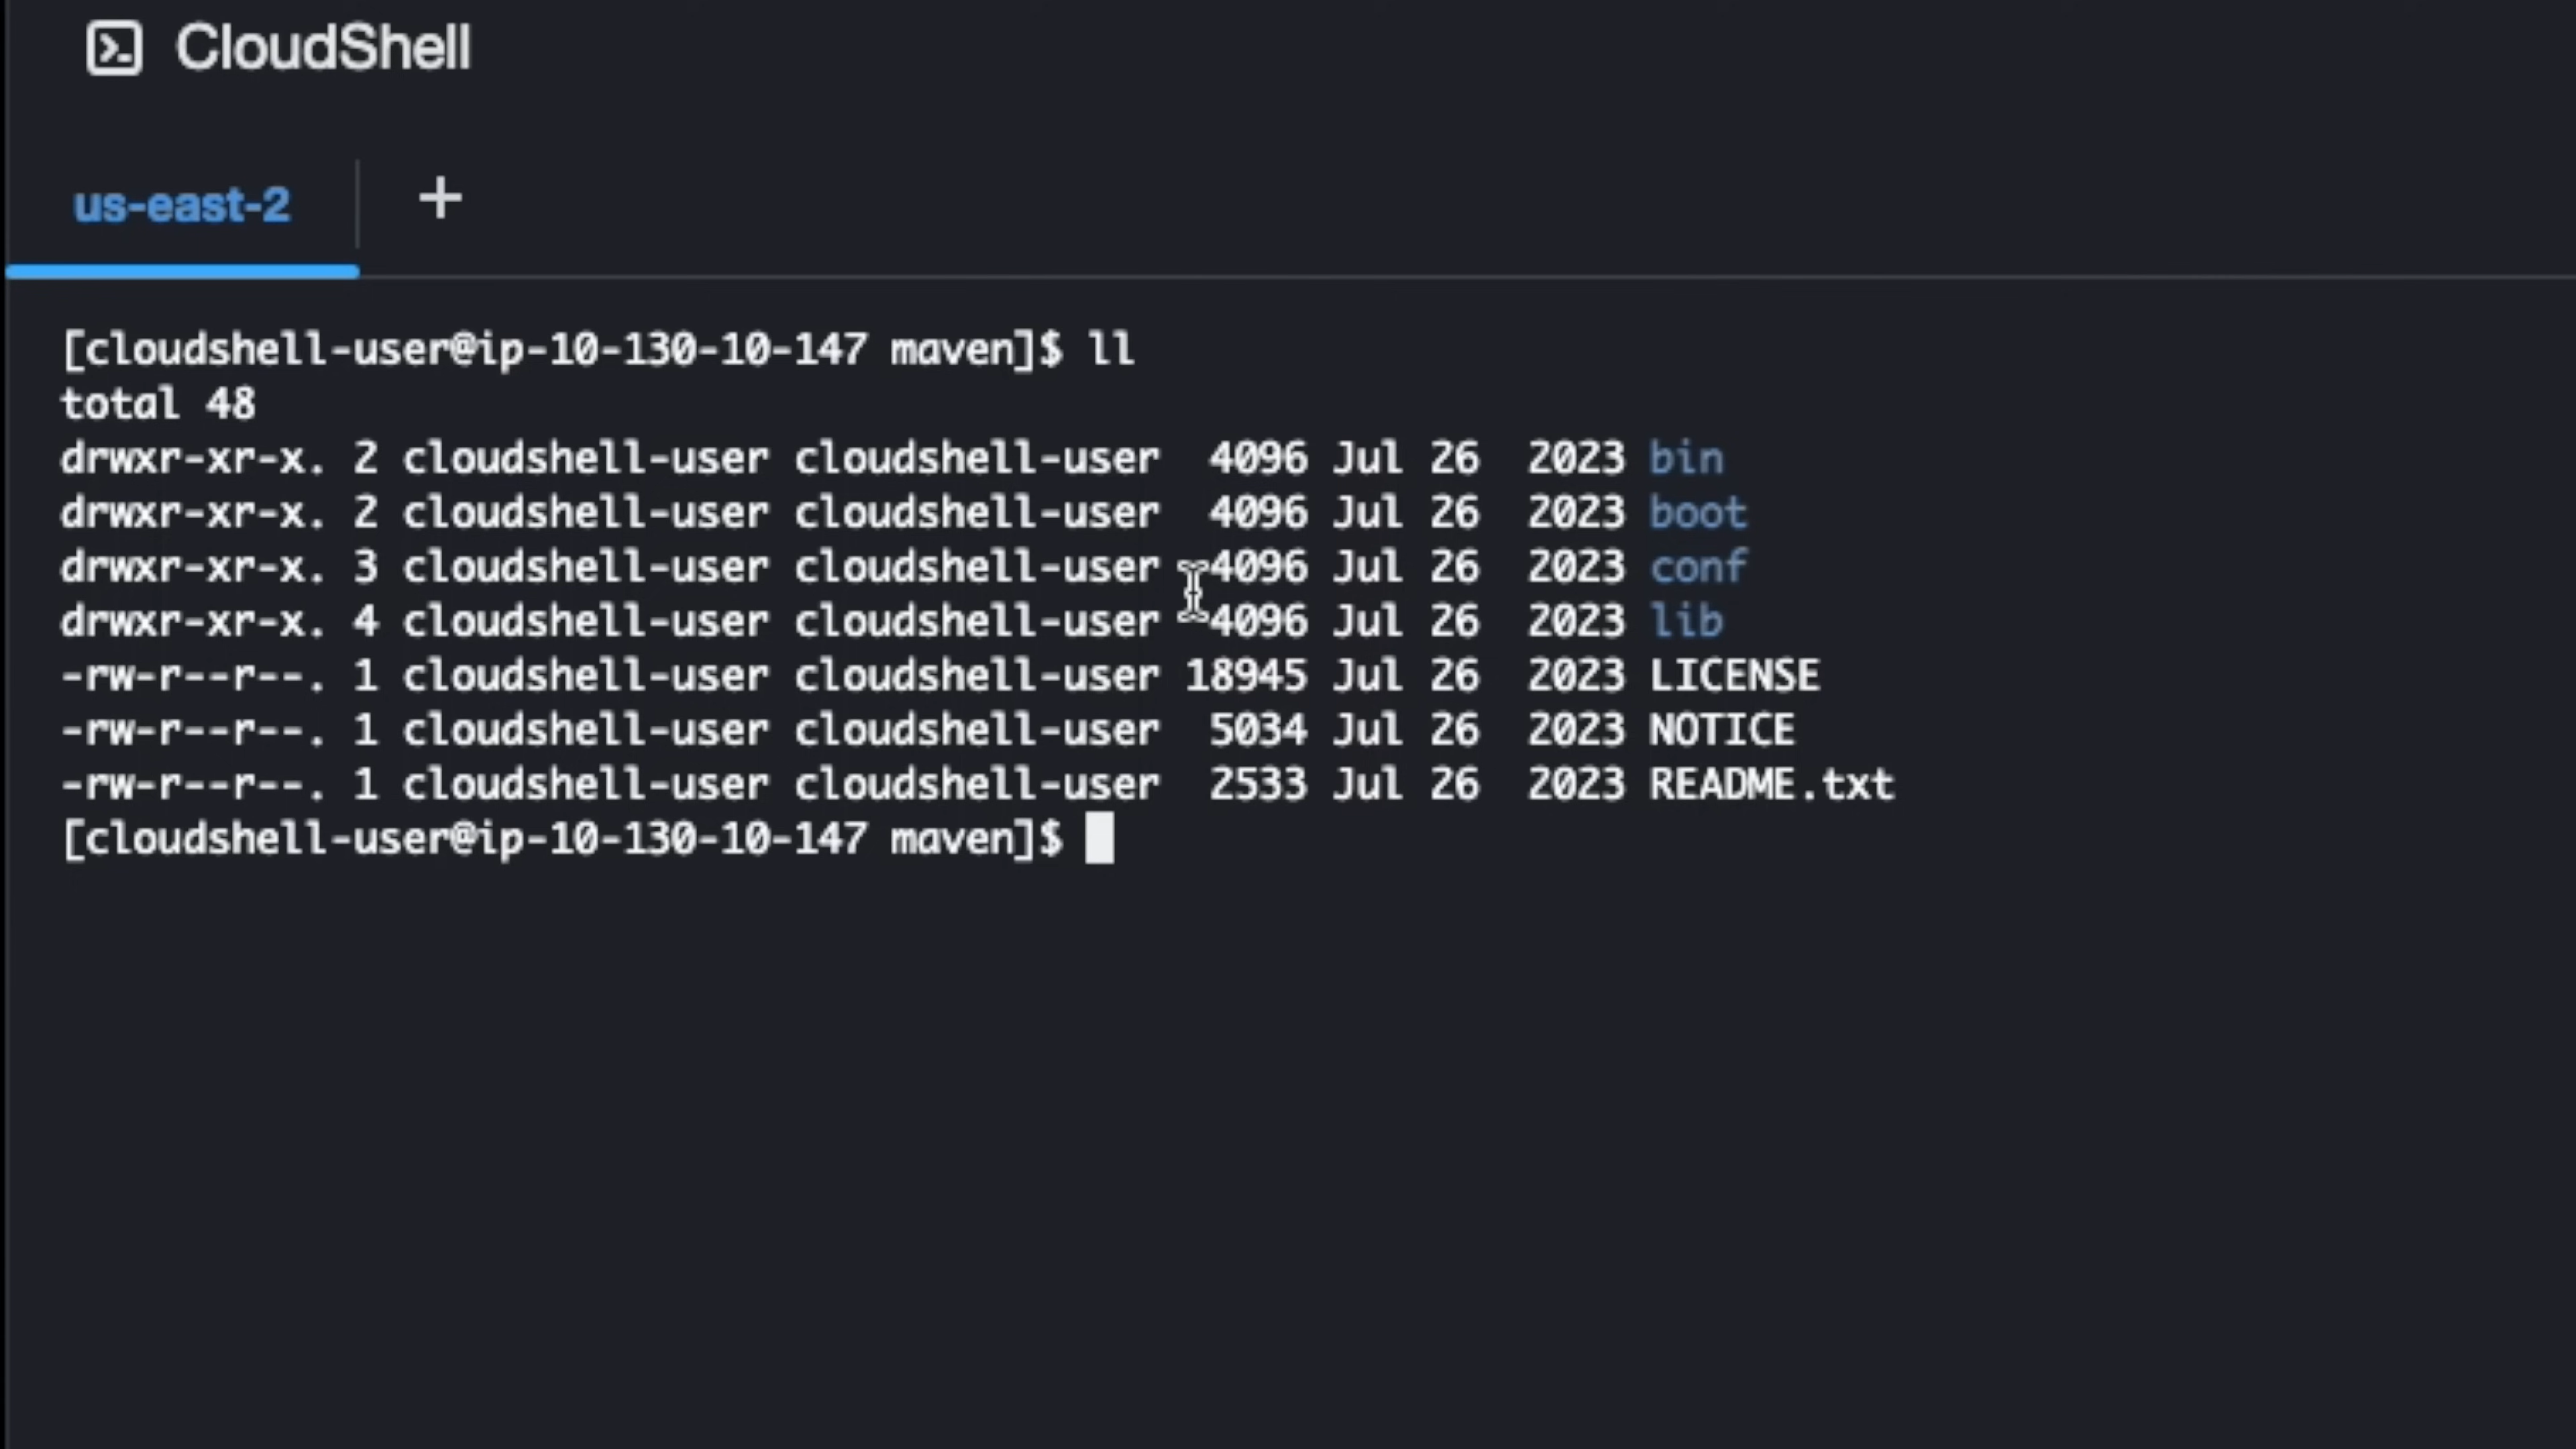 CloudShell
us-east-2 +
[cloudshell-user@ip-10-130-10-147 maven]$ ll
total 48
drwxr-xr-x. 2 cloudshell-user cloudshell-user  4096 Jul 26  2023 bin
drwxr-xr-x. 2 cloudshell-user cloudshell-user  4096 Jul 26  2023 boot
drwxr-xr-x. 3 cloudshell-user cloudshell-user  4096 Jul 26  2023 conf
drwxr-xr-x. 4 cloudshell-user cloudshell-user  4096 Jul 26  2023 lib
-rw-r--r--. 1 cloudshell-user cloudshell-user 18945 Jul 26  2023 LICENSE
-rw-r--r--. 1 cloudshell-user cloudshell-user  5034 Jul 26  2023 NOTICE
-rw-r--r--. 1 cloudshell-user cloudshell-user  2533 Jul 26  2023 README.txt
[cloudshell-user@ip-10-130-10-147 maven]$